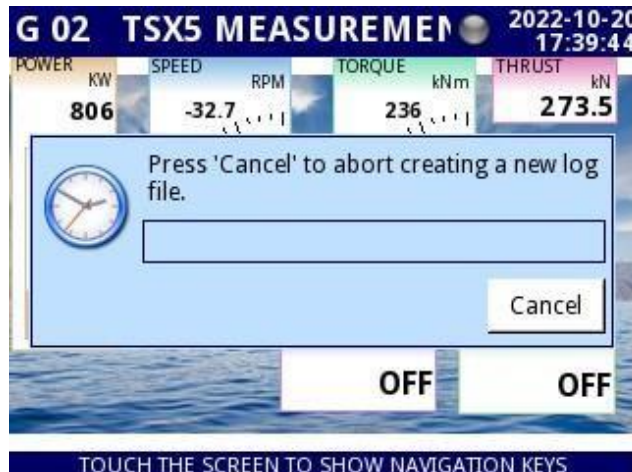 G 02 TSX5 MEASUREMEN 2022-10-20
17:39:44
POWER SPEED TORQUE THRUST
KW RPM kNm kN
806 -32.7 236 273.5
Press 'Cancel' to abort creating a new log
file.
Cancel
OFF OFF
TOUCH THE SCREEN TO SHOW NAVIGATION KEYS